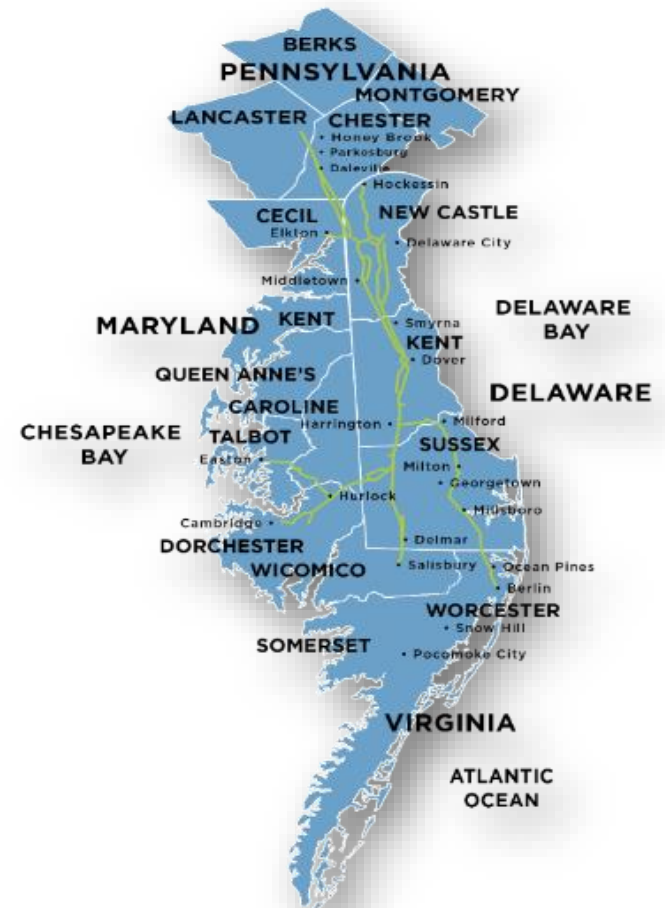 BERKS
PENNSYLVANIA
MONTGOMERY
LANCASTER
CHESTER
Honey Brook
Parkesburg
Daleville
Hockessin
CECIL
NEW CASTLE
Elkton
Delaware City
Middletown
DELAWARE
BAY
MARYLAND
KENT
Smyrna
KENT
Dover
QUEEN ANNE'S
DELAWARE
CAROLINE
CHESAPEAKE
BAY
TALBOT
Harrington
Milford
SUSSEX
Easton
Milton
Georgetown
Hurlock
Millsboro
Cambridge
Delmar
DORCHESTER
WICOMICO
Salisbury
Ocean Pines
Berlin
WORCESTER
Snow Hill
SOMERSET
Pocomoke City
VIRGINIA
ATLANTIC
OCEAN